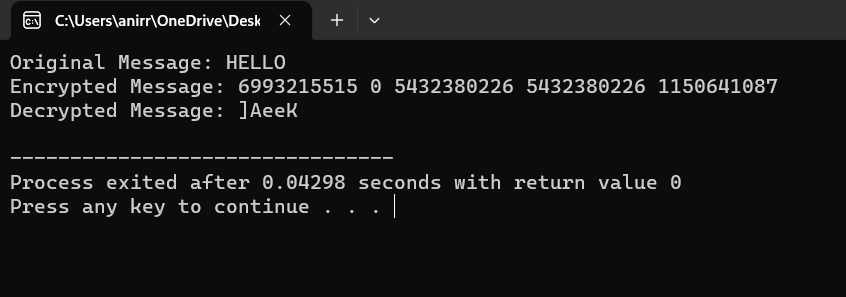 C:\Users\anirr\OneDrive\Desk
Original Message: HELLO
Encrypted Message: 6993215515 0 5432380226 5432380226 1150641087
Decrypted Message: ]AeeK
--------------------------------
Process exited after 0.04298 seconds with return value 0
Press any key to continue . . .